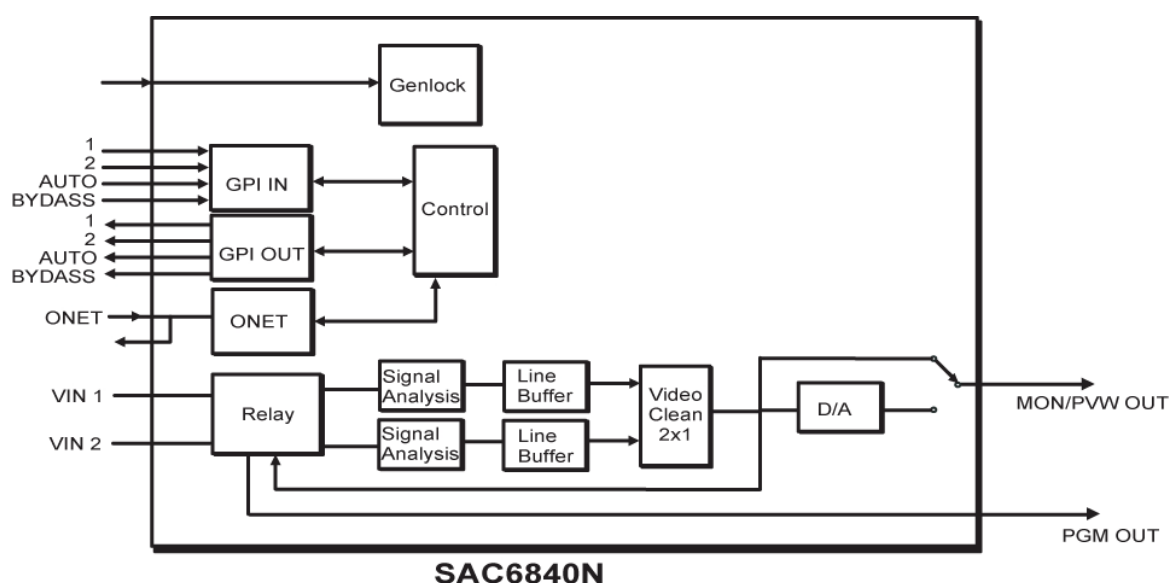 Genlock
1
2
AUTO
BYDASS
GPI IN
Control
1
2
AUTO
BYDASS
GPI OUT
ONET
ONET
VIN 1
VIN 2
Relay
Signal
Analysis
Line
Buffer
Signal
Analysis
Line
Buffer
Video
Clean
2x1
D/A
MON/PVW OUT
PGM OUT
SAC6840N